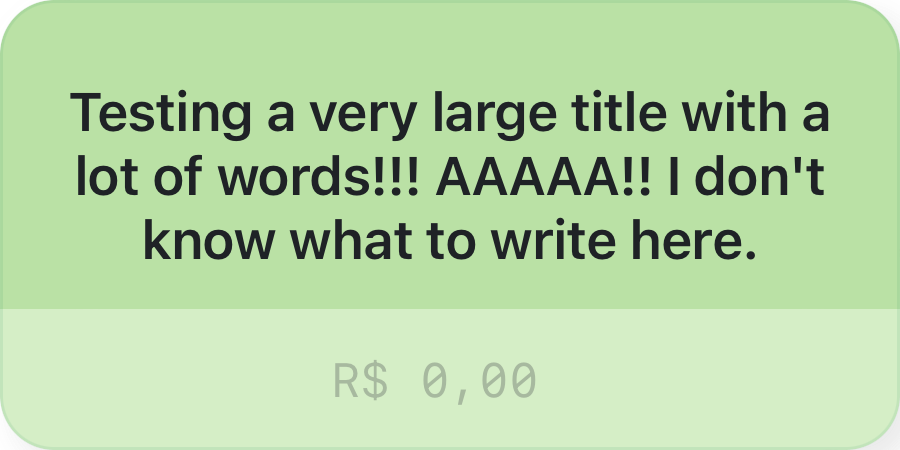 Testing a very large title with a
lot of words!!! AAAAA!! I don't
know what to write here.
R$ 0,00